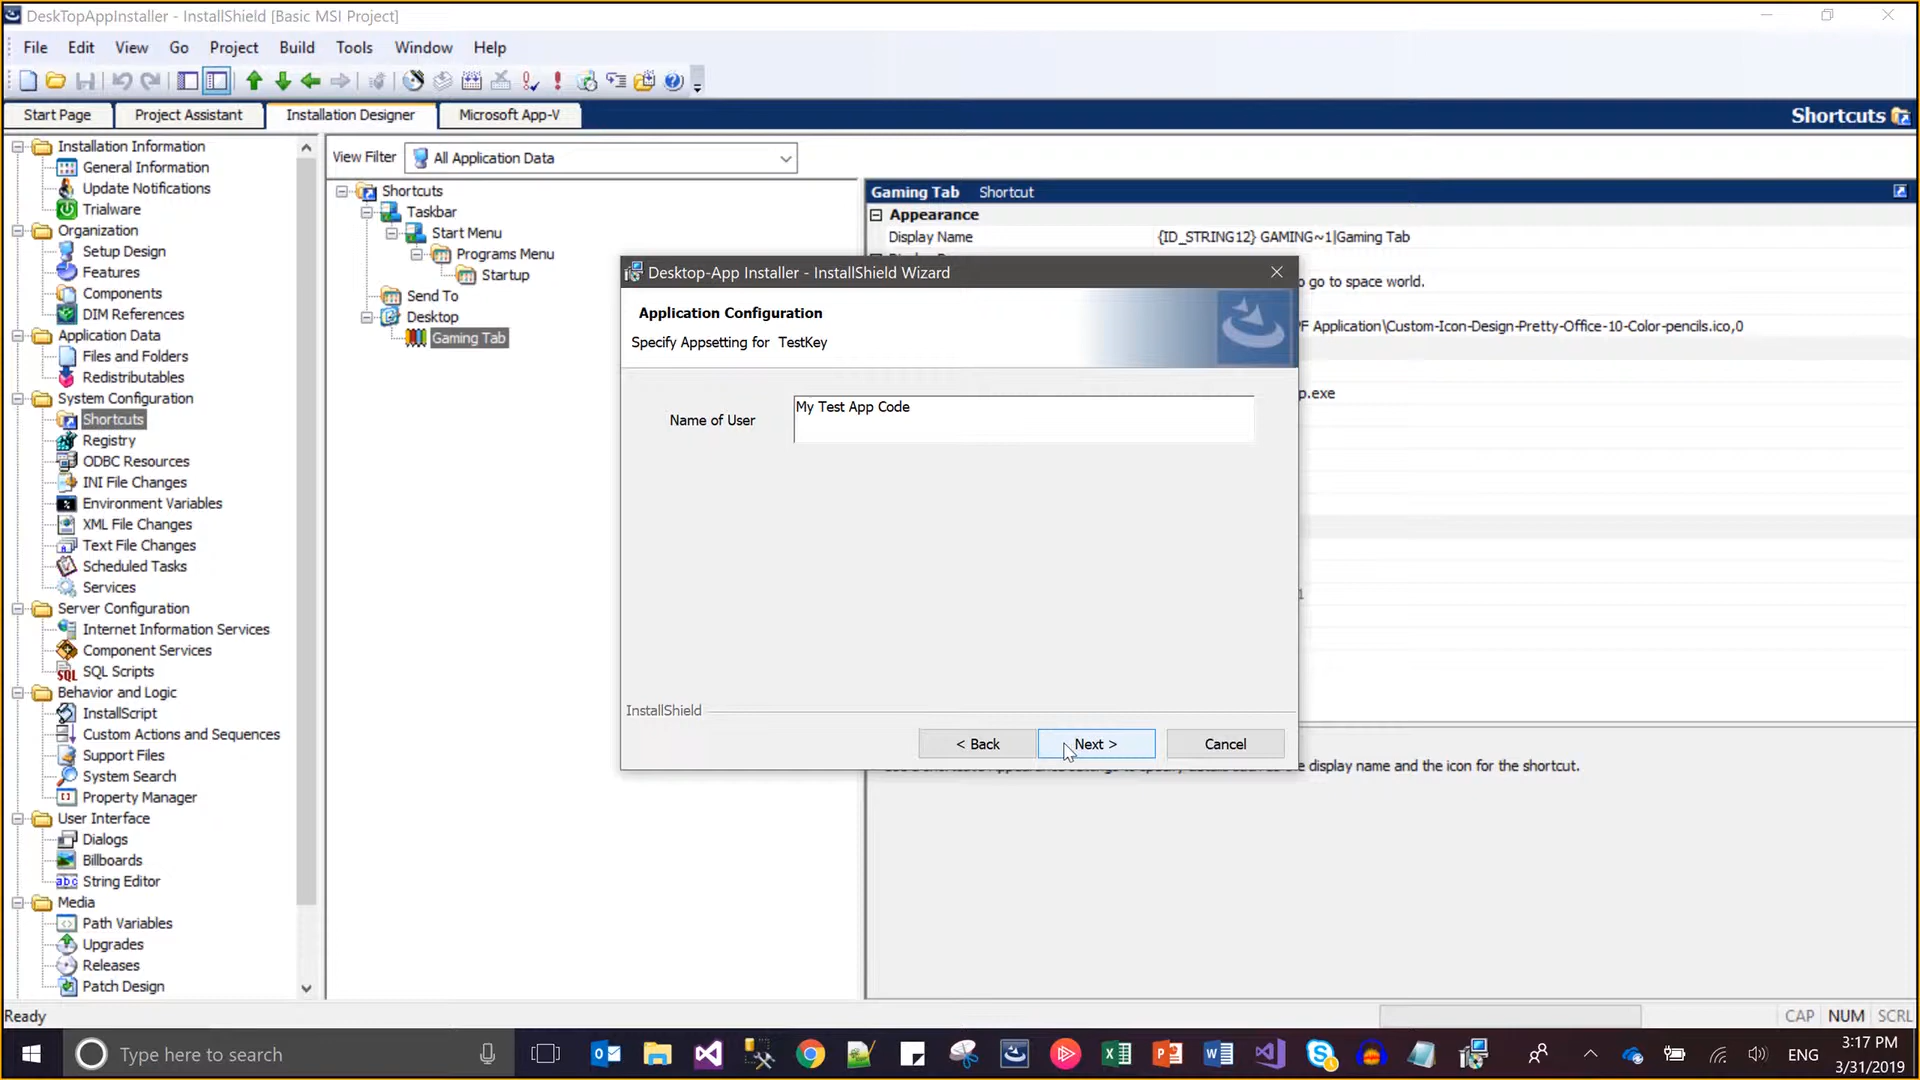 DeskTopAppInstaller - InstallShield [Basic MSI Project]
File Edit View Go Project Build Tools Window Help
Start Page Project Assistant Installation Designer Microsoft App-V Shortcuts
Installation Information
General Information
Update Notifications
Trialware
Organization
Setup Design
Features
Components
DIM References
Application Data
Files and Folders
Redistributables
System Configuration
Shortcuts
Registry
ODBC Resources
INI File Changes
Environment Variables
XML File Changes
Text File Changes
Scheduled Tasks
Services
Server Configuration
Internet Information Services
Component Services
SQL Scripts
Behavior and Logic
InstallScript
Custom Actions and Sequences
Support Files
System Search
Property Manager
User Interface
Dialogs
Billboards
String Editor
Media
Path Variables
Upgrades
Releases
Patch Design
View Filter All Application Data
Shortcuts
Taskbar
Start Menu
Programs Menu
Startup
Send To
Desktop
Gaming Tab
Gaming Tab Shortcut
Appearance
Display Name {ID_STRING12} GAMING~1|Gaming Tab
o go to space world.
F Application\Custom-Icon-Design-Pretty-Office-10-Color-pencils.ico,0
p.exe
Desktop-App Installer - InstallShield Wizard
Application Configuration
Specify Appsetting for TestKey
Name of User My Test App Code
InstallShield
< Back Next > Cancel
display name and the icon for the shortcut.
Ready CAP NUM SCRL
Type here to search ENG 3:17 PM
3/31/2019